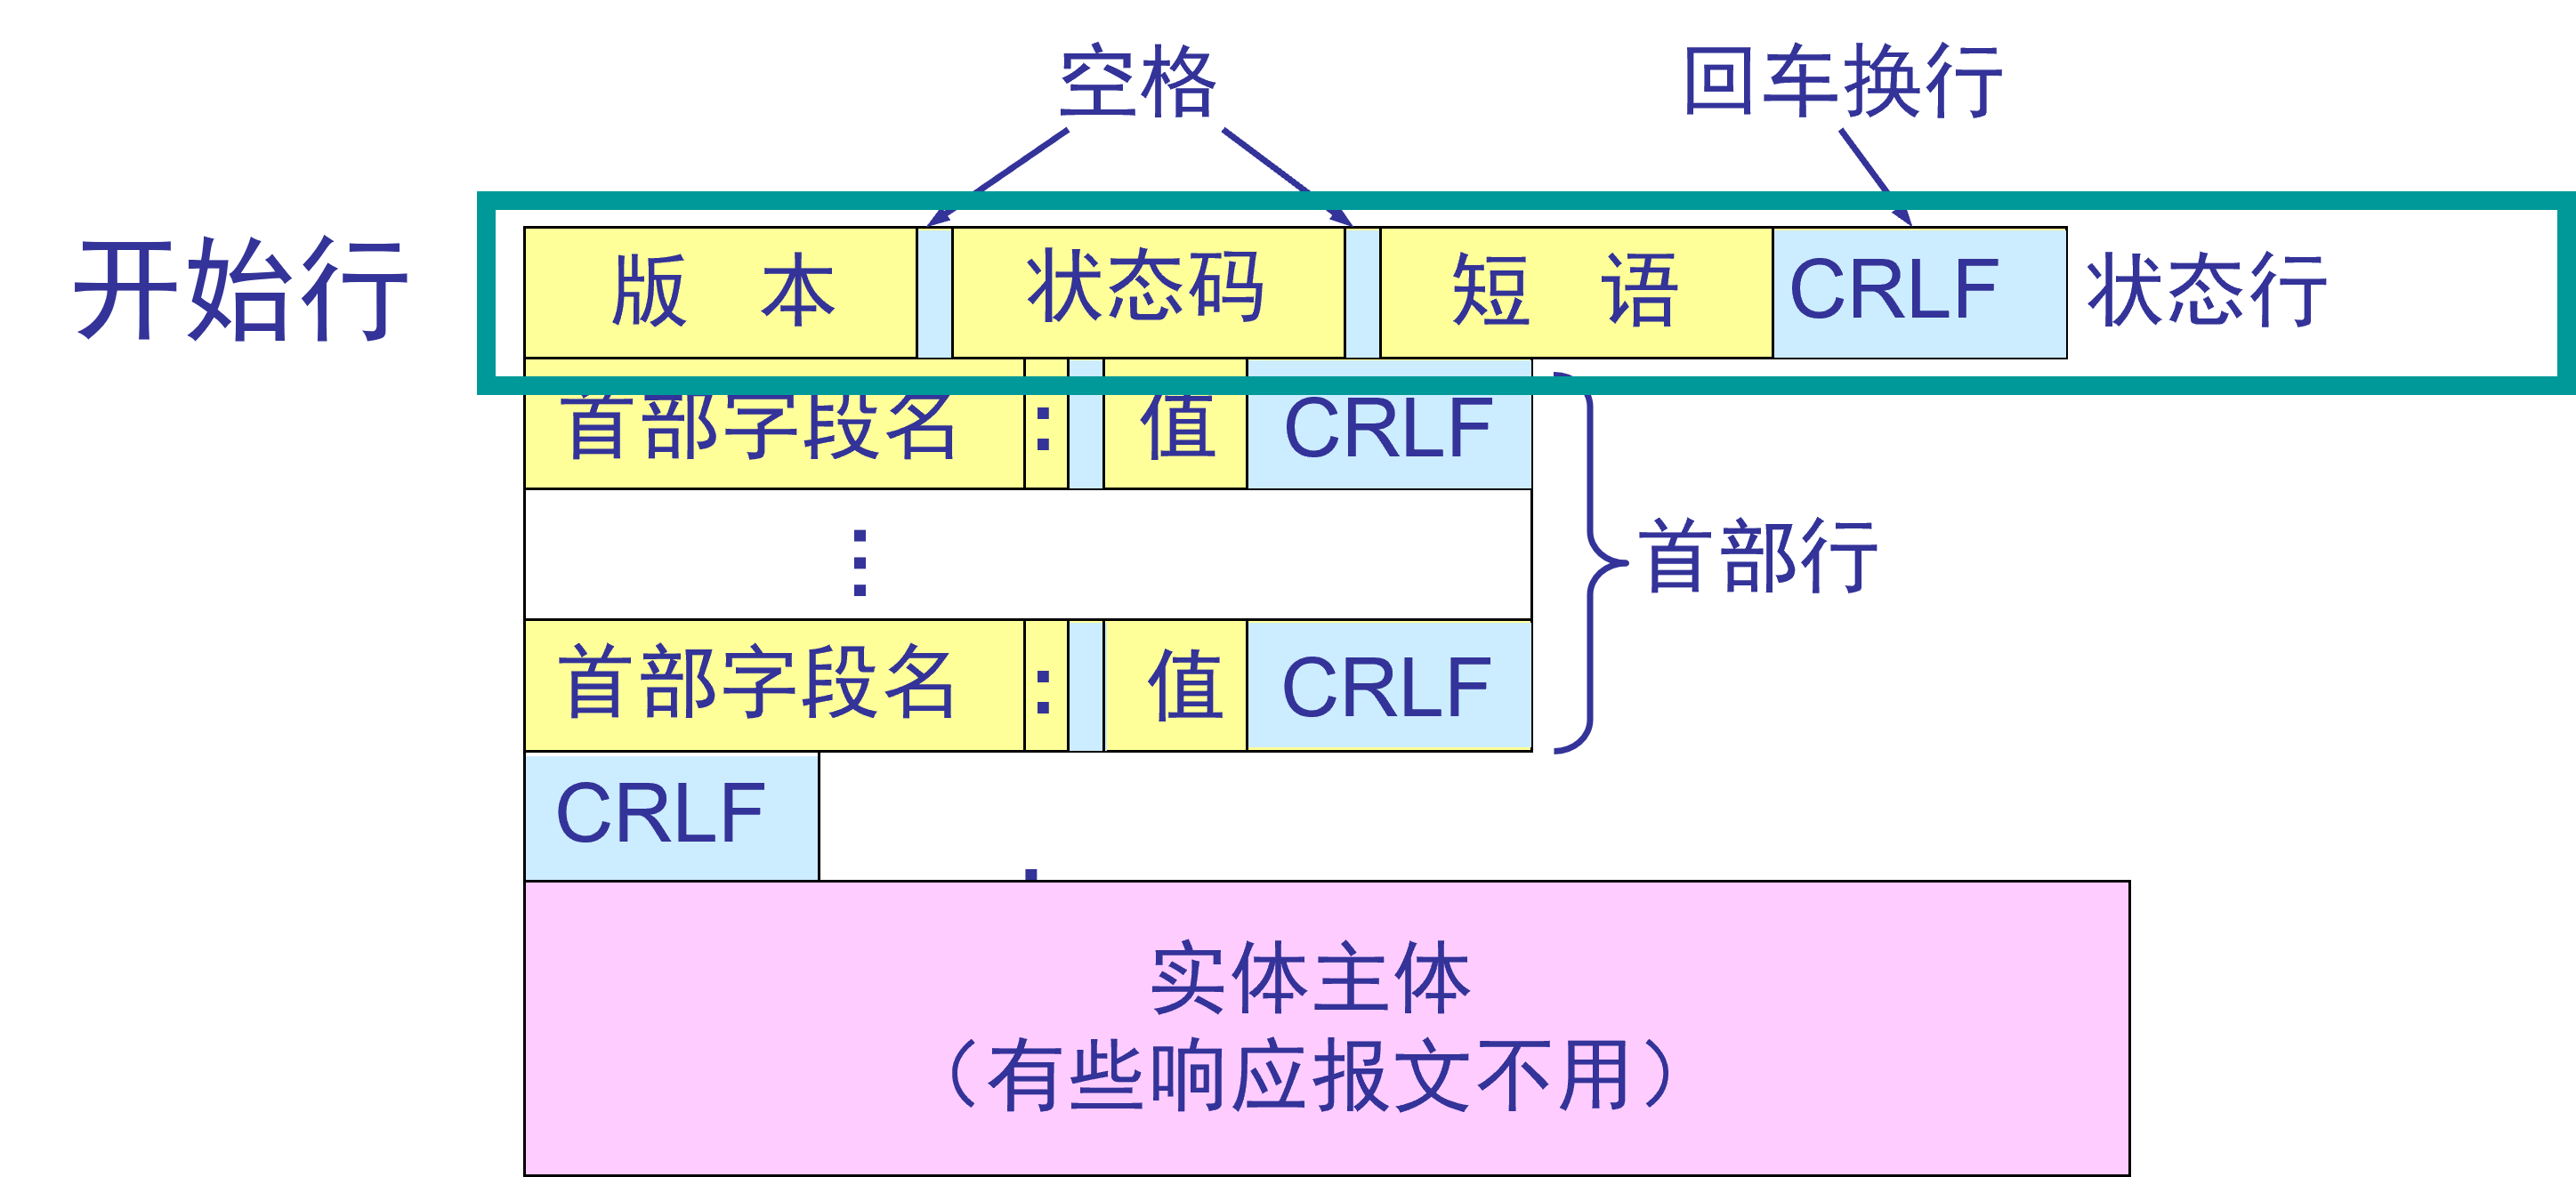 空格 回车换行
开始行 版 本 状态码 短 语 CRLF 状态行
首部字段名 : 值 CRLF
⋮ 首部行
首部字段名 : 值 CRLF
CRLF
实体主体
（有些响应报文不用）